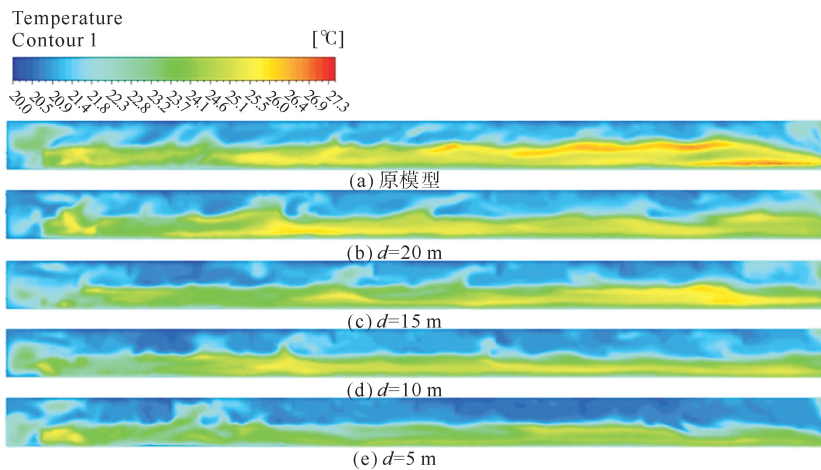 Temperature
Contour 1 [℃]
20.0 20.5 20.9 21.4 21.8 22.3 22.8 23.2 23.7 24.1 24.6 25.1 25.5 26.0 26.4 26.9 27.3
(a) 原模型
(b) d=20 m
(c) d=15 m
(d) d=10 m
(e) d=5 m